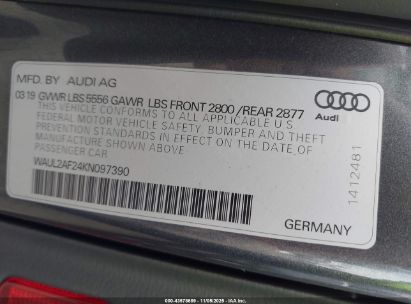 MFD. BY AUDI AG
03 19 GVWR LBS 5556 GAWR LBS FRONT 2800 /REAR 2877
THIS VEHICLE CONFORMS TO ALL APPLICABLE U S
FEDERAL MOTOR VEHICLE SAFETY, BUMPER AND THEFT
PREVENTION STANDARDS IN EFFECT ON THE DATE OF
MANUFACTURE SHOWN ABOVE
PASSENGER CAR
WAUL2AF24KN097390
Audi
1412481
GERMANY